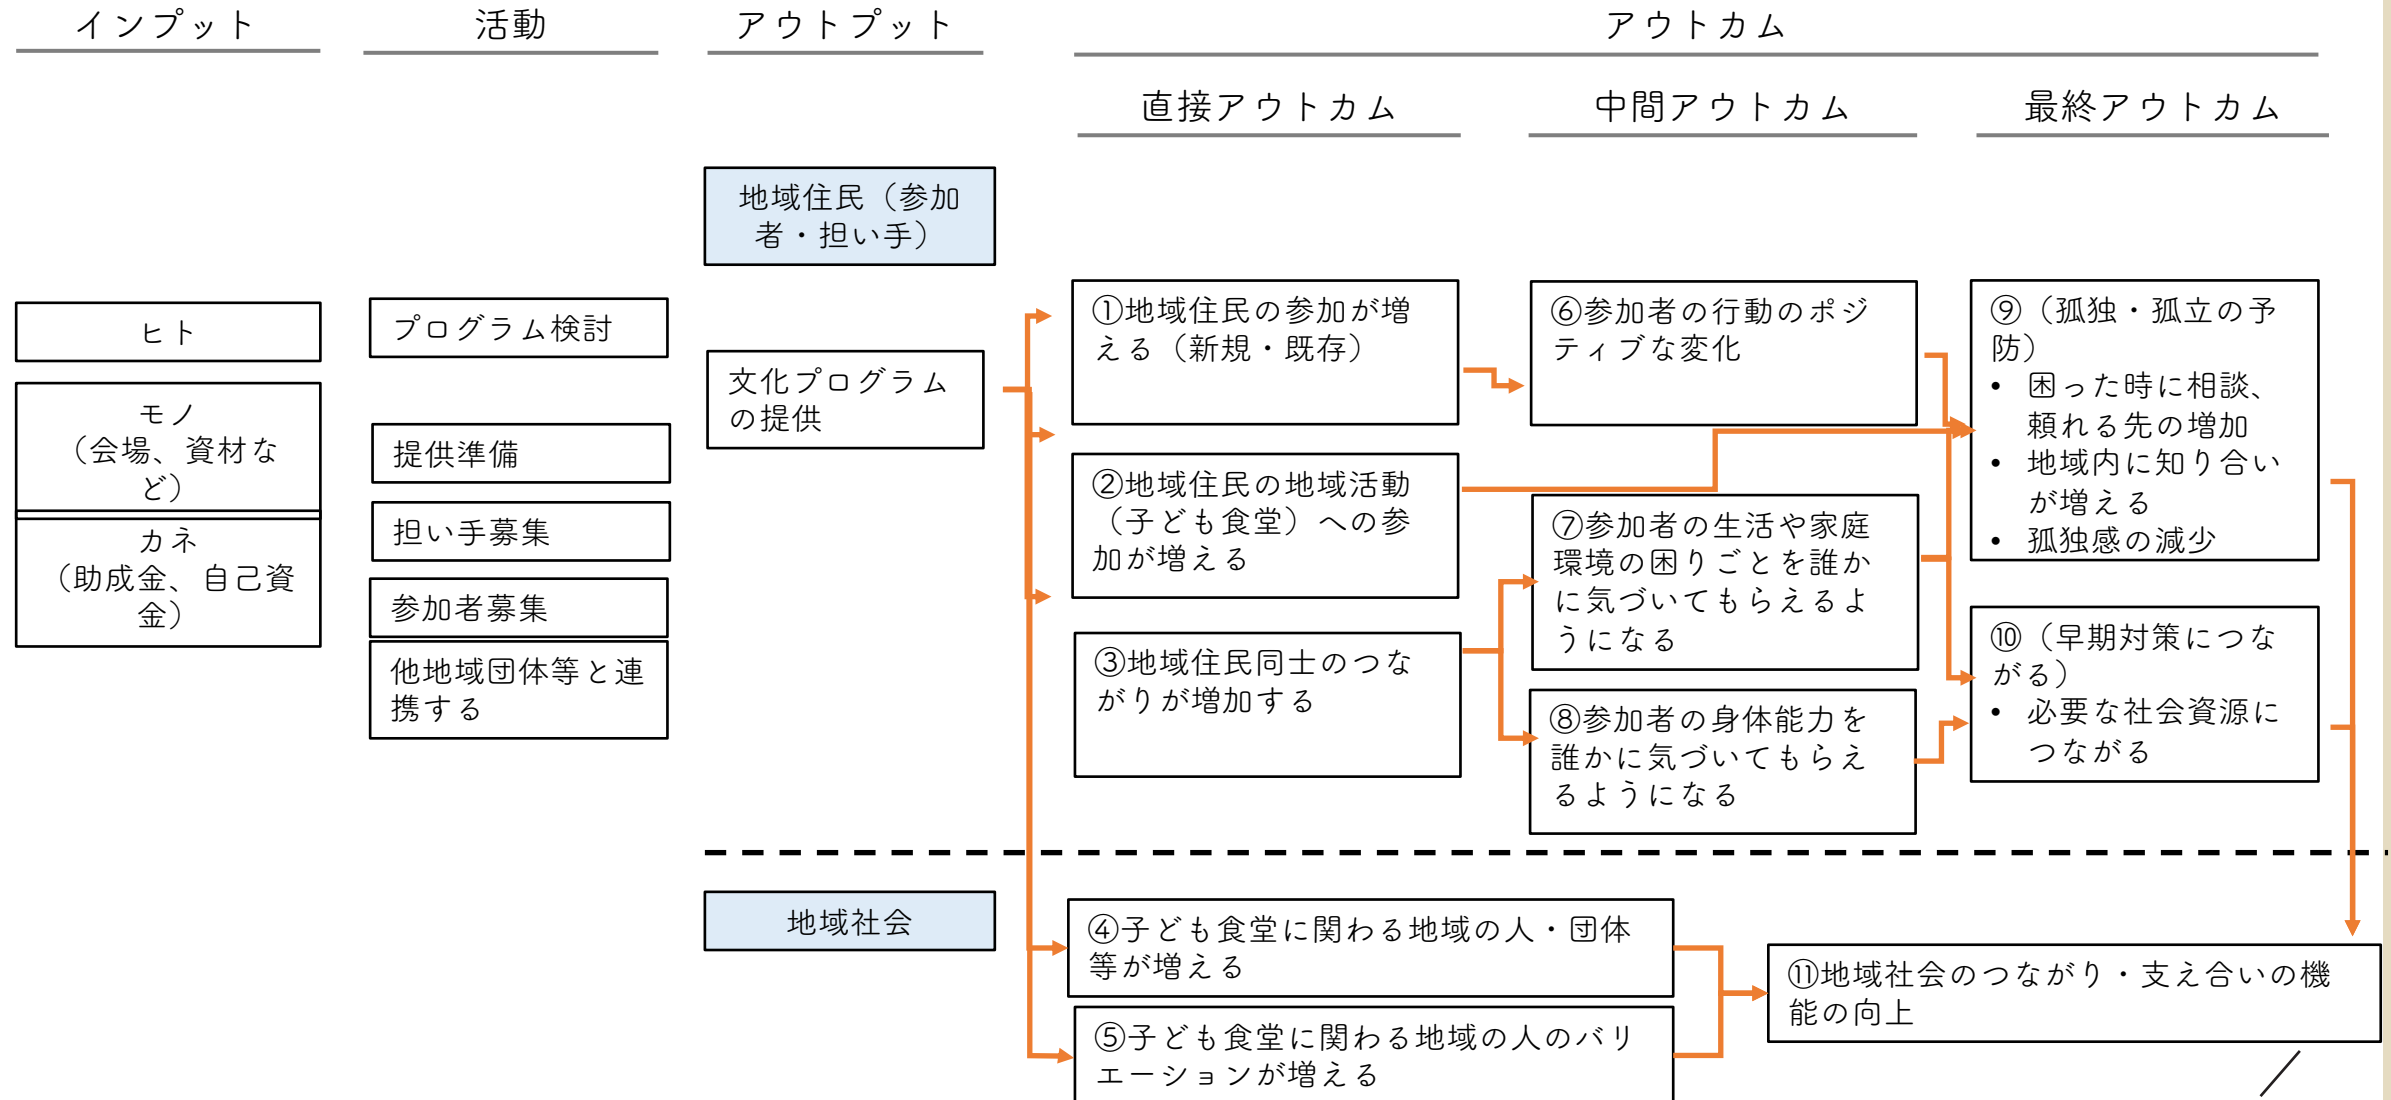 インプット
活動
アウトプット
アウトカム
直接アウトカム
中間アウトカム
最終アウトカム
地域住民（参加
者・担い手）
ヒト
モノ
（会場、資材な
ど）
カネ
（助成金、自己資
金）
プログラム検討
提供準備
担い手募集
参加者募集
他地域団体等と連
携する
文化プログラム
の提供
①地域住民の参加が増
える（新規・既存）
②地域住民の地域活動
（子ども食堂）への参
加が増える
③地域住民同士のつな
がりが増加する
⑥参加者の行動のポジ
ティブな変化
⑦参加者の生活や家庭
環境の困りごとを誰か
に気づいてもらえるよ
うになる
⑧参加者の身体能力を
誰かに気づいてもらえ
るようになる
⑨（孤独・孤立の予
防）
• 困った時に相談、
頼れる先の増加
• 地域内に知り合い
が増える
• 孤独感の減少
⑩（早期対策につな
がる）
• 必要な社会資源に
つながる
地域社会
④子ども食堂に関わる地域の人・団体
等が増える
⑤子ども食堂に関わる地域の人のバリ
エーションが増える
⑪地域社会のつながり・支え合いの機
能の向上